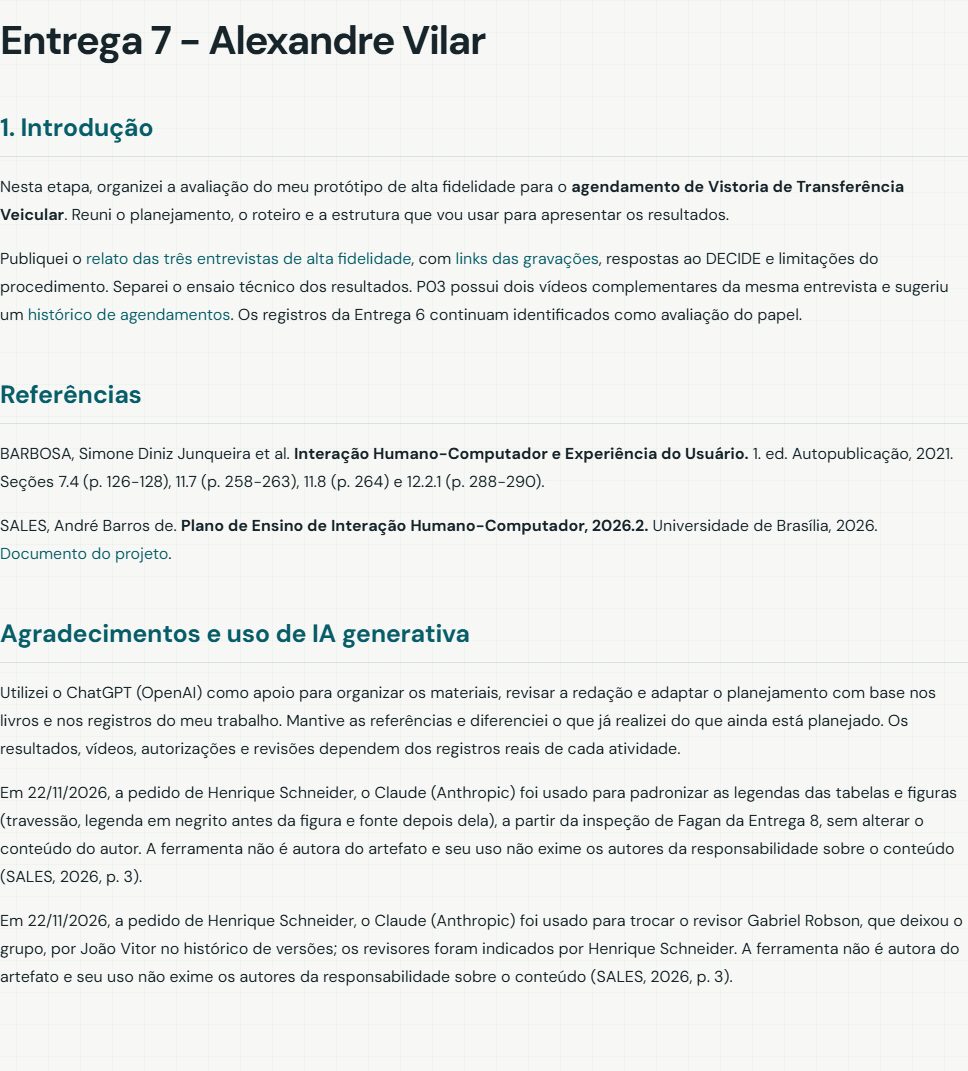 Entrega 7 - Alexandre Vilar
1. Introdução
Nesta etapa, organizei a avaliação do meu protótipo de alta fidelidade para o agendamento de Vistoria de Transferência
Veicular. Reuni o planejamento, o roteiro e a estrutura que vou usar para apresentar os resultados.
Publiquei o relato das três entrevistas de alta fidelidade, com links das gravações, respostas ao DECIDE e limitações do
procedimento. Separei o ensaio técnico dos resultados. P03 possui dois vídeos complementares da mesma entrevista e sugeriu
um histórico de agendamentos. Os registros da Entrega 6 continuam identificados como avaliação do papel.
Referências
BARBOSA, Simone Diniz Junqueira et al. Interação Humano-Computador e Experiência do Usuário. 1. ed. Autopublicação, 2021.
Seções 7.4 (p. 126-128), 11.7 (p. 258-263), 11.8 (p. 264) e 12.2.1 (p. 288-290).
SALES, André Barros de. Plano de Ensino de Interação Humano-Computador, 2026.2. Universidade de Brasília, 2026.
Documento do projeto.
Agradecimentos e uso de IA generativa
Utilizei o ChatGPT (OpenAI) como apoio para organizar os materiais, revisar a redação e adaptar o planejamento com base nos
livros e nos registros do meu trabalho. Mantive as referências e diferenciei o que já realizei do que ainda está planejado. Os
resultados, vídeos, autorizações e revisões dependem dos registros reais de cada atividade.
Em 22/11/2026, a pedido de Henrique Schneider, o Claude (Anthropic) foi usado para padronizar as legendas das tabelas e figuras
(travessão, legenda em negrito antes da figura e fonte depois dela), a partir da inspeção de Fagan da Entrega 8, sem alterar o
conteúdo do autor. A ferramenta não é autora do artefato e seu uso não exime os autores da responsabilidade sobre o conteúdo
(SALES, 2026, p. 3).
Em 22/11/2026, a pedido de Henrique Schneider, o Claude (Anthropic) foi usado para trocar o revisor Gabriel Robson, que deixou o
grupo, por João Vitor no histórico de versões; os revisores foram indicados por Henrique Schneider. A ferramenta não é autora do
artefato e seu uso não exime os autores da responsabilidade sobre o conteúdo (SALES, 2026, p. 3).